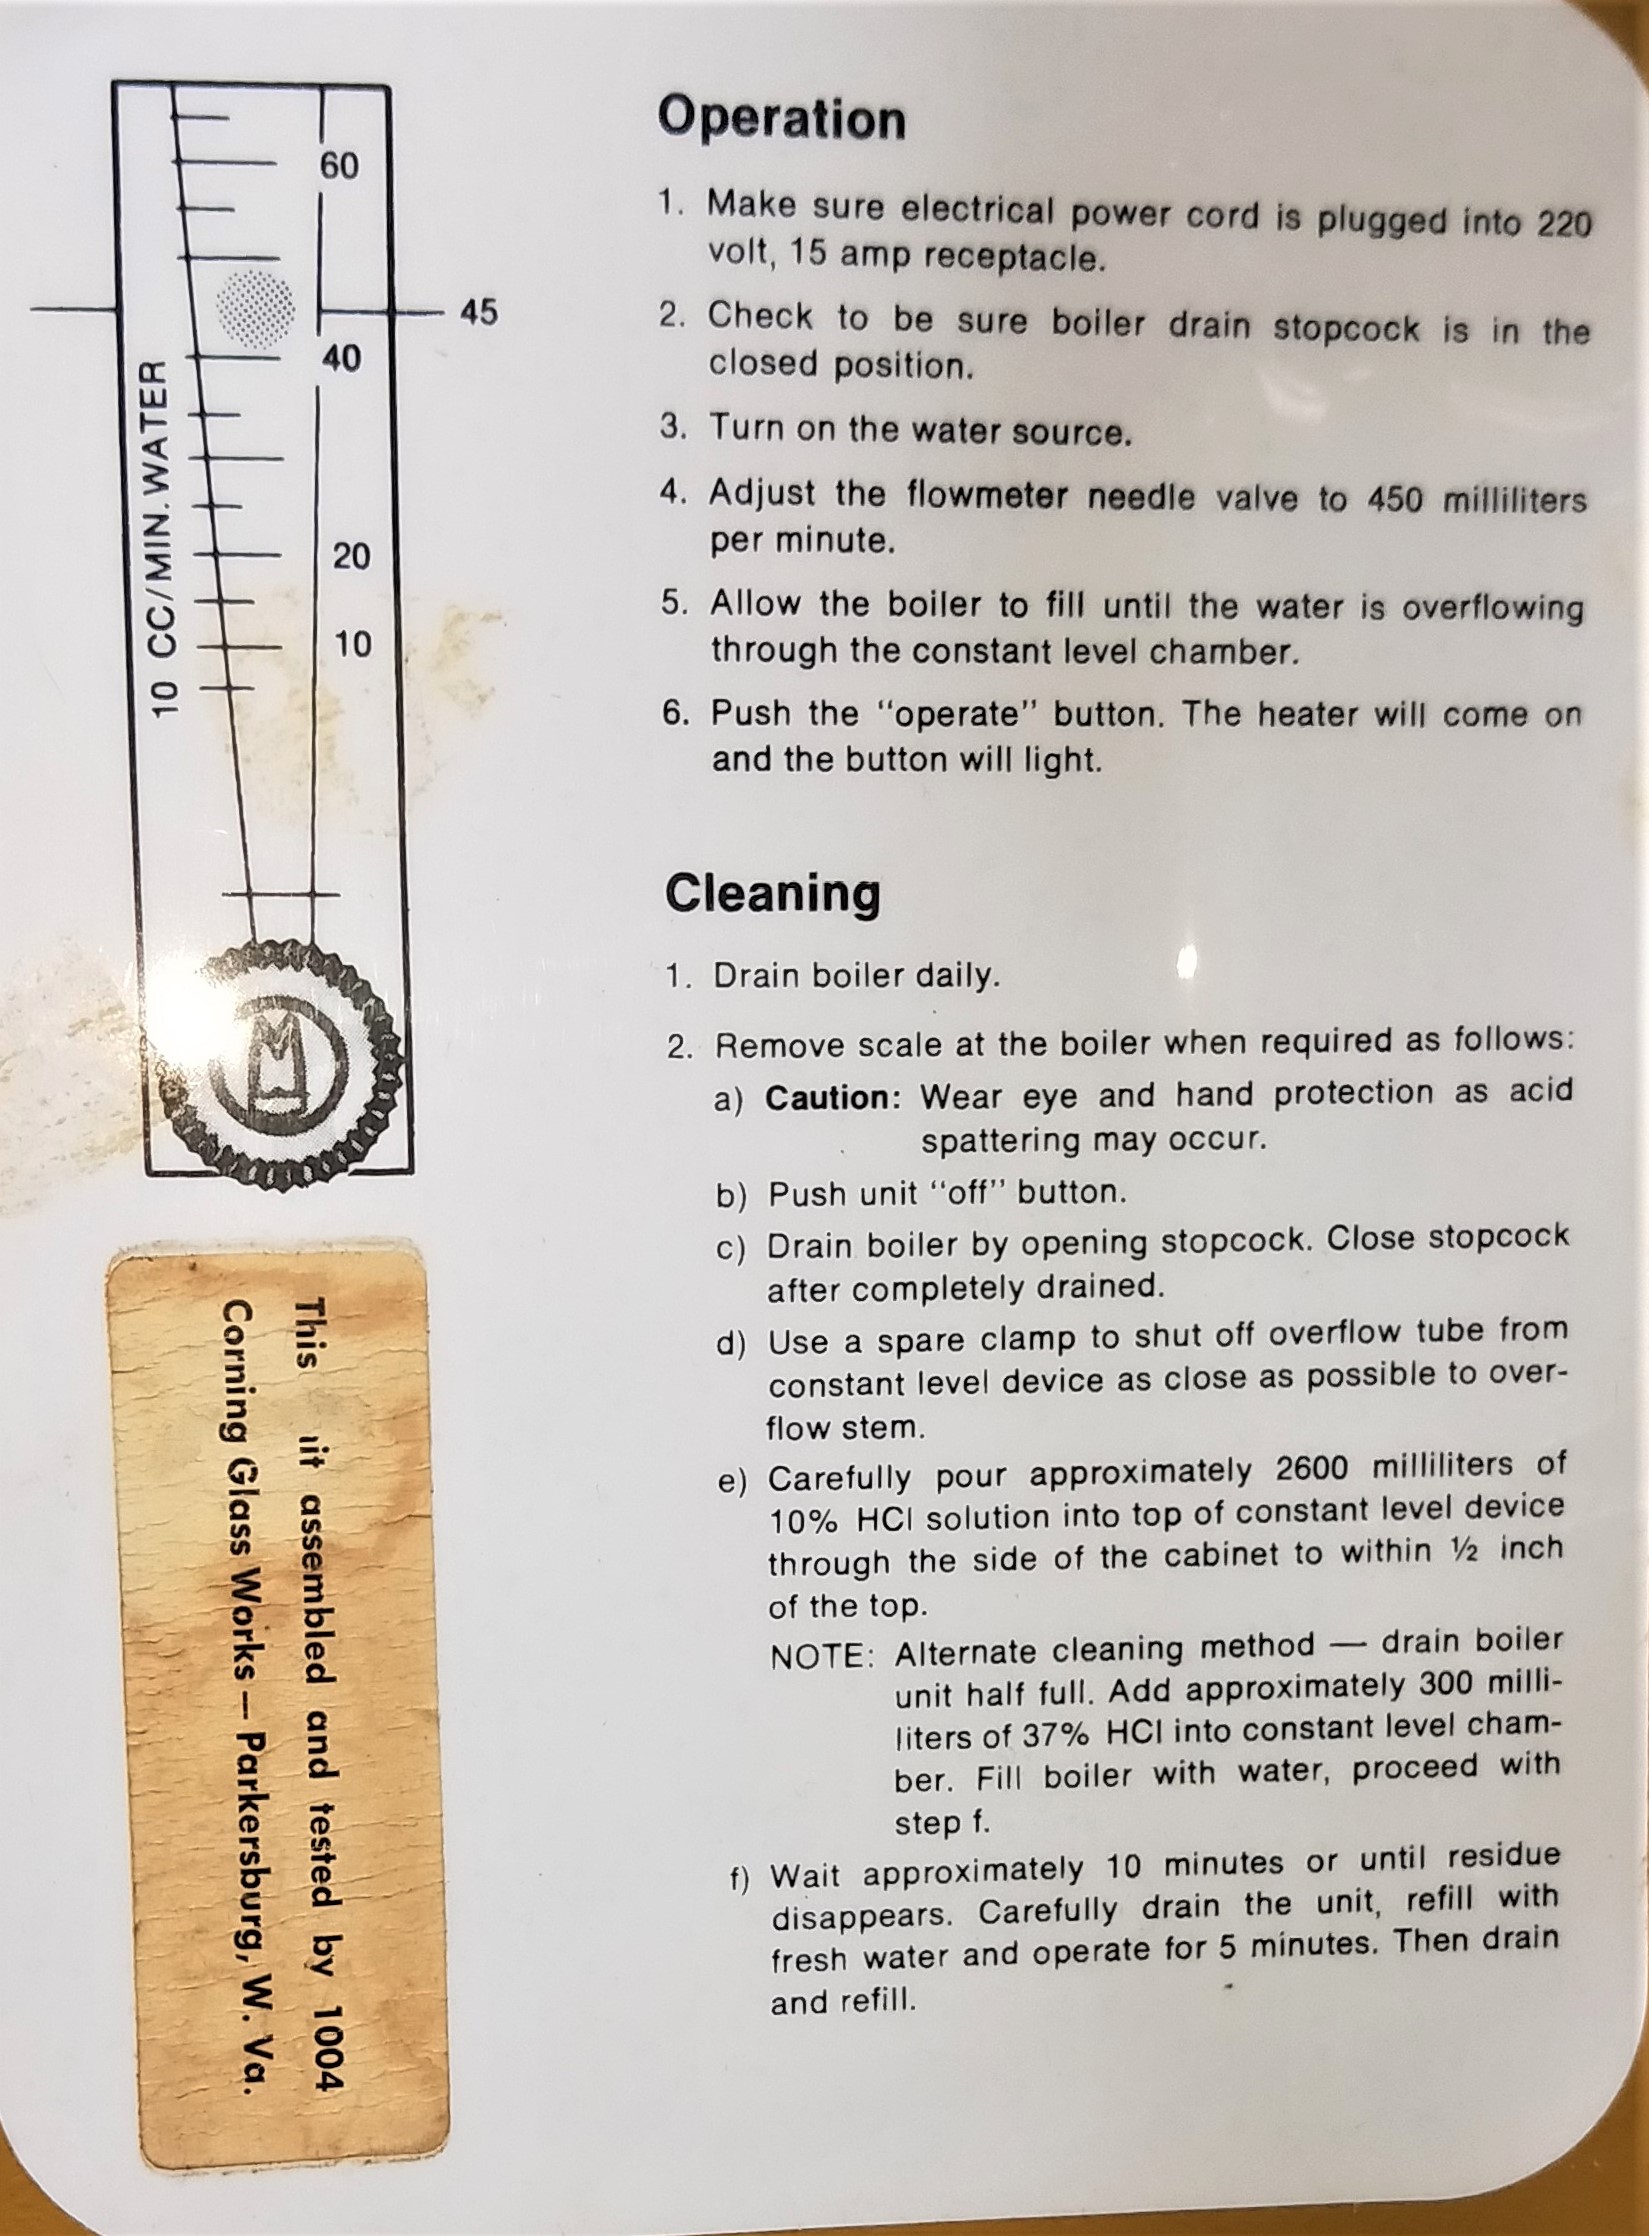 60
45
40
20
10
10 CC/MIN. WATER
Operation
1. Make sure electrical power cord is plugged into 220
volt, 15 amp receptacle.
2. Check to be sure boiler drain stopcock is in the
closed position.
3. Turn on the water source.
4. Adjust the flowmeter needle valve to 450 milliliters
per minute.
5. Allow the boiler to fill until the water is overflowing
through the constant level chamber.
6. Push the “operate” button. The heater will come on
and the button will light.
Cleaning
1. Drain boiler daily.
2. Remove scale at the boiler when required as follows:
a) Caution: Wear eye and hand protection as acid
spattering may occur.
b) Push unit “off” button.
c) Drain boiler by opening stopcock. Close stopcock
after completely drained.
d) Use a spare clamp to shut off overflow tube from
constant level device as close as possible to over-
flow stem.
e) Carefully pour approximately 2600 milliliters of
10% HCl solution into top of constant level device
through the side of the cabinet to within ½ inch
of the top.
NOTE: Alternate cleaning method — drain boiler
unit half full. Add approximately 300 milli-
liters of 37% HCl into constant level cham-
ber. Fill boiler with water, proceed with
step f.
f) Wait approximately 10 minutes or until residue
disappears. Carefully drain the unit, refill with
fresh water and operate for 5 minutes. Then drain
and refill.
This assembled and tested by 1004
Corning Glass Works — Parkersburg, W. Va.